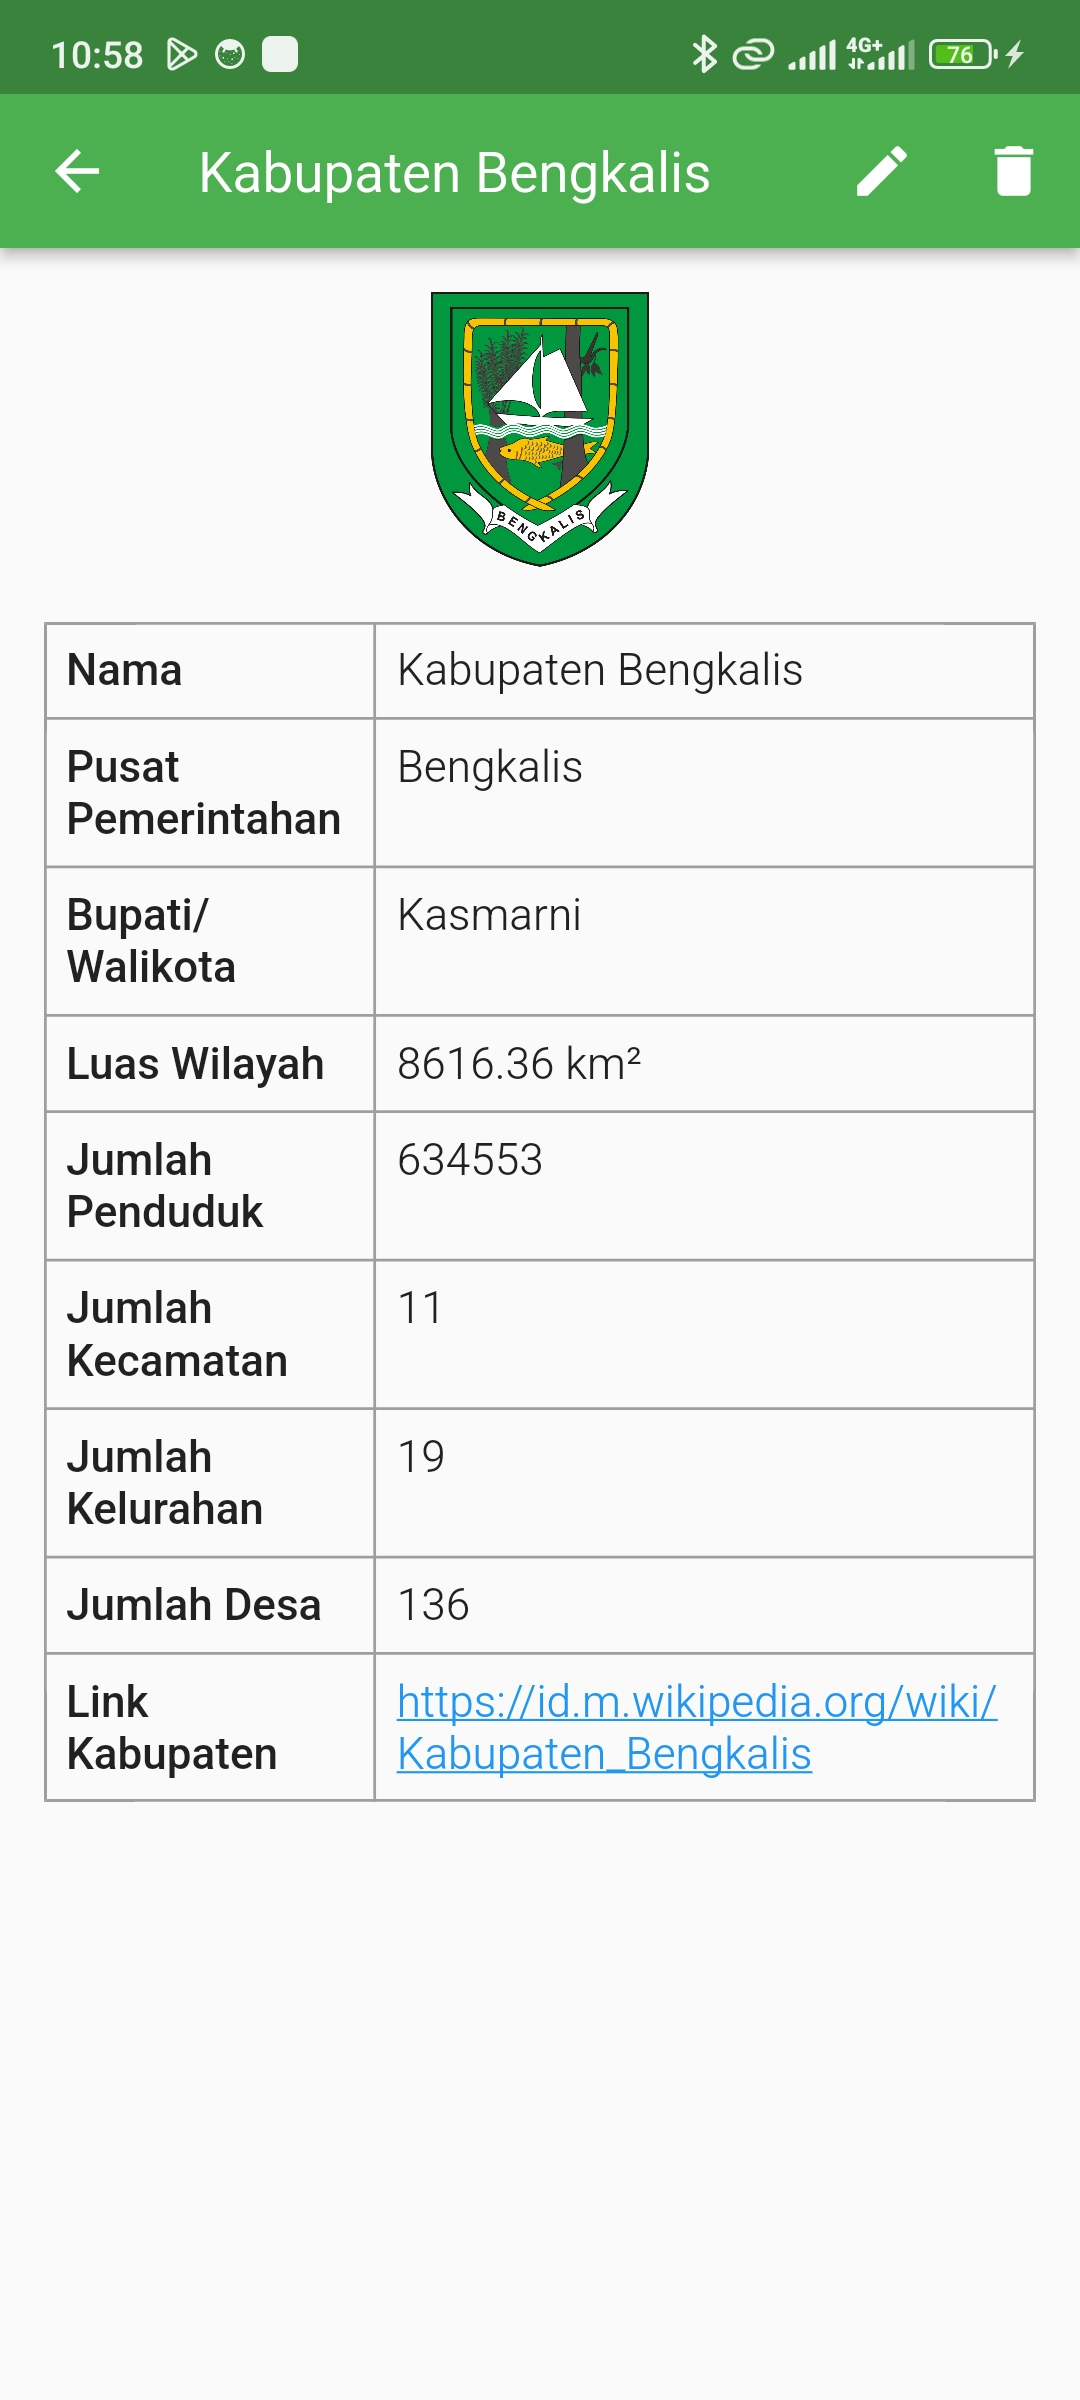 10:58
4G+
76
Kabupaten Bengkalis
BENGKALIS
Nama
Kabupaten Bengkalis
Pusat
Pemerintahan
Bengkalis
Bupati/
Walikota
Kasmarni
Luas Wilayah
8616.36 km²
Jumlah
Penduduk
634553
Jumlah
Kecamatan
11
Jumlah
Kelurahan
19
Jumlah Desa
136
Link
Kabupaten
https://id.m.wikipedia.org/wiki/
Kabupaten_Bengkalis